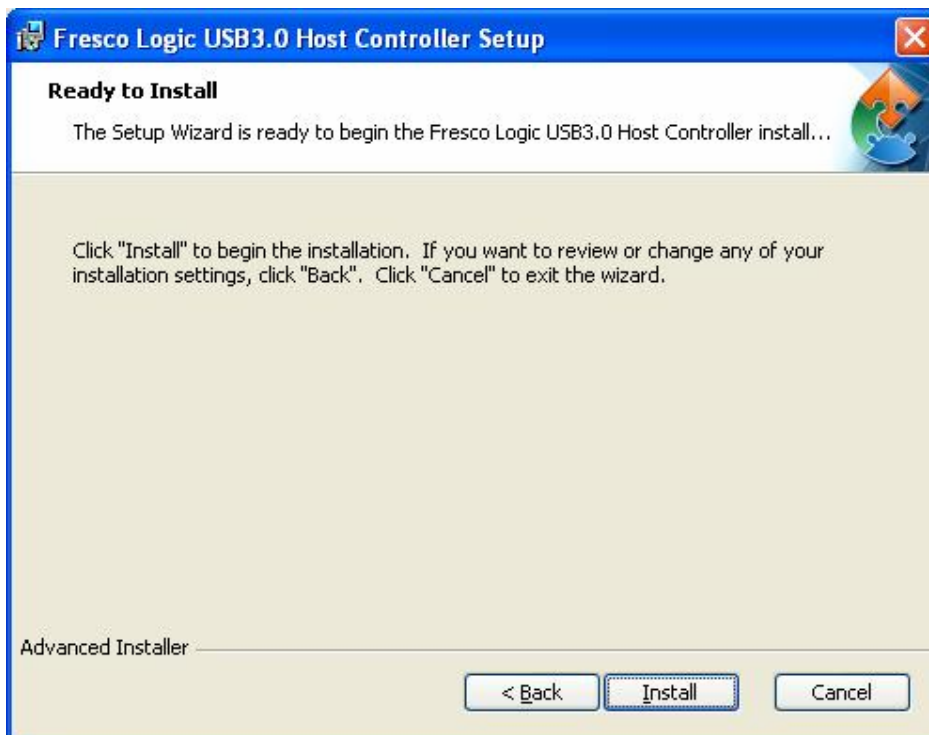 Fresco Logic USB3.0 Host Controller Setup
Ready to Install
The Setup Wizard is ready to begin the Fresco Logic USB3.0 Host Controller install...
Click "Install" to begin the installation.  If you want to review or change any of your
installation settings, click "Back".  Click "Cancel" to exit the wizard.
Advanced Installer
< Back Install Cancel